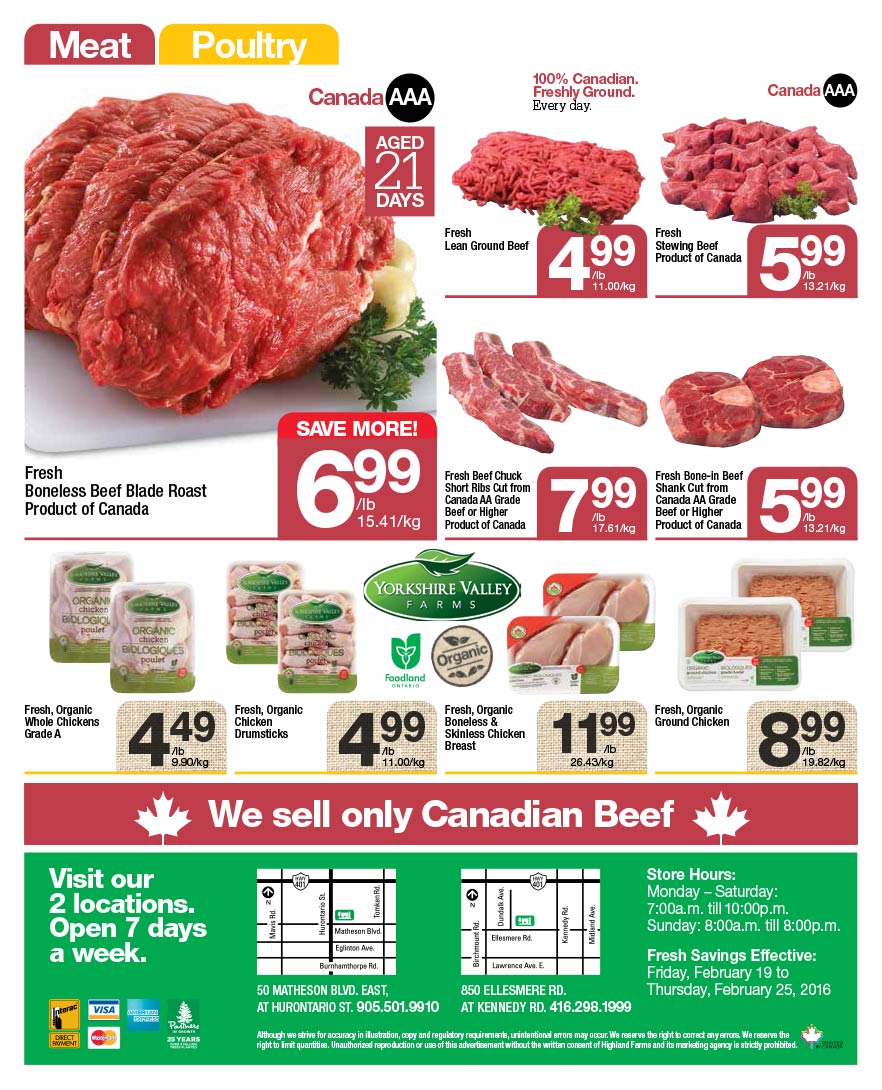 Meat
Poultry
Canada AAA
AGED
21
DAYS
SAVE MORE!
6.99
/lb
15.41/kg
Fresh
Boneless Beef Blade Roast
Product of Canada
100% Canadian.
Freshly Ground.
Every day.
Fresh
Lean Ground Beef
4.99
/lb
11.00/kg
Canada AAA
Fresh
Stewing Beef
Product of Canada
5.99
/lb
13.21/kg
Fresh Beef Chuck
Short Ribs Cut from
Canada AA Grade
Beef or Higher
Product of Canada
7.99
/lb
17.61/kg
Fresh Bone-in Beef
Shank Cut from
Canada AA Grade
Beef or Higher
Product of Canada
5.99
/lb
13.21/kg
ORGANIC
chicken
BIOLOGIQUES
poulet
ORGANIC
chicken
BIOLOGIQUES
poulet
YORKSHIRE VALLEY
FARMS
Foodland
ONTARIO
Organic
Fresh, Organic
Whole Chickens
Grade A
4.49
/lb
9.90/kg
Fresh, Organic
Chicken
Drumsticks
4.99
/lb
11.00/kg
Fresh, Organic
Boneless &
Skinless Chicken
Breast
11.99
/lb
26.43/kg
Fresh, Organic
Ground Chicken
8.99
/lb
19.82/kg
We sell only Canadian Beef
Visit our
2 locations.
Open 7 days
a week.
Interac
DIRECT
PAYMENT
VISA
MasterCard
AMERICAN
EXPRESS
Partners
IN GROWTH
25 YEARS
HWY
401
N
Mavis Rd.
Hurontario St.
Tomken Rd.
Matheson Blvd.
Eglinton Ave.
Burnhamthorpe Rd.
50 MATHESON BLVD. EAST,
AT HURONTARIO ST. 905.501.9910
HWY
401
N
Birchmount Rd.
Dundalk Ave.
Kennedy Rd.
Midland Ave.
Ellesmere Rd.
Lawrence Ave. E.
850 ELLESMERE RD.
AT KENNEDY RD. 416.298.1999
Store Hours:
Monday – Saturday:
7:00a.m. till 10:00p.m.
Sunday: 8:00a.m. till 8:00p.m.
Fresh Savings Effective:
Friday, February 19 to
Thursday, February 25, 2016
Although we strive for accuracy in illustration, copy and regulatory requirements, unintentional errors may occur. We reserve the right to correct any errors. We reserve the
right to limit quantities. Unauthorized reproduction or use of this advertisement without the written consent of Highland Farms and its marketing agency is strictly prohibited.
PRINTED
IN CANADA